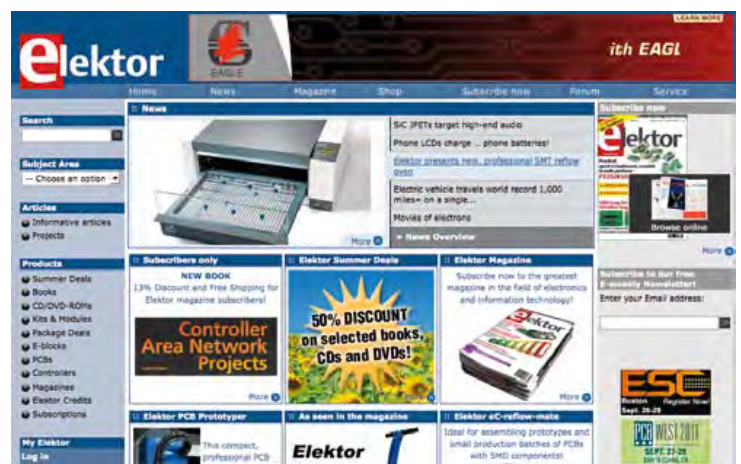 LEARN MORE
elektor
EAGLE
ith EAGL
Home News Magazine Shop Subscribe now Forum Service
Search
Subject Area
-- Choose an option
Articles
Informative articles
Projects
Products
Summer Deals
Books
CD/DVD-ROMs
Kits & Modules
Package Deals
E-blocks
PCBs
Controllers
Magazines
Elektor Credits
Subscriptions
My Elektor
Log in
:: News
SiC JFETs target high-end audio
Phone LCDs charge ... phone batteries!
elektor presents new, professional SMT reflow
oven
Electric vehicle travels world record 1,000
miles+ on a single...
Movies of electrons
More
» News Overview
:: Subscribers only
NEW BOOK
13% Discount and Free Shipping for
Elektor magazine subscribers!
Controller
Area Network
Projects
More
:: Elektor Summer Deals
50% DISCOUNT
on selected books,
CDs and DVDs!
More
:: Elektor Magazine
Subscribe now to the greatest
magazine in the field of electronics
and information technology!
elektor
More
:: Elektor PCB Prototyper
This compact,
professional PCB
:: As seen in the magazine
Elektor
:: Elektor eC-reflow-mate
Ideal for assembling prototypes and
small production batches of PCBs
with SMD components!
Subscribe now
elektor
Browse online
More
Subscribe to our free
E-weekly Newsletter!
Enter your Email address:
ESC
Boston Register Now!
Sept. 26-29
PCB WEST 2011
SEPT. 27-29